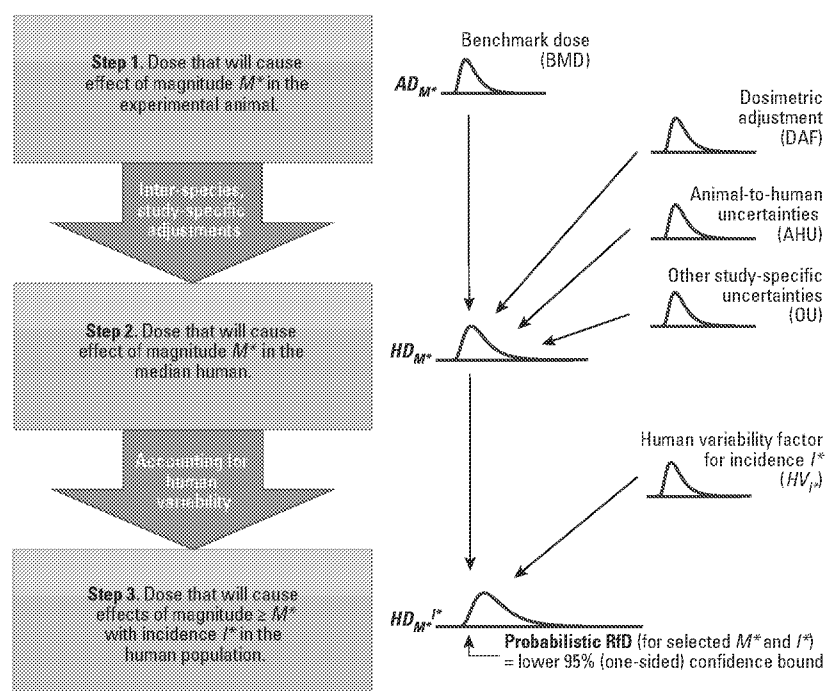 Step 1. Dose that will cause
effect of magnitude M* in the
experimental animal.
Inter-species,
study-specific
adjustments
Step 2. Dose that will cause
effect of magnitude M* in the
median human.
Accounting for
human
variability
Step 3. Dose that will cause
effects of magnitude ≥ M*
with incidence I* in the
human population.
Benchmark dose
(BMD)
AD_M*
Dosimetric
adjustment
(DAF)
Animal-to-human
uncertainties
(AHU)
Other study-specific
uncertainties
(OU)
HD_M*
Human variability factor
for incidence I*
(HV_I*)
HD_M*^I*
Probabilistic RfD (for selected M* and I*)
= lower 95% (one-sided) confidence bound